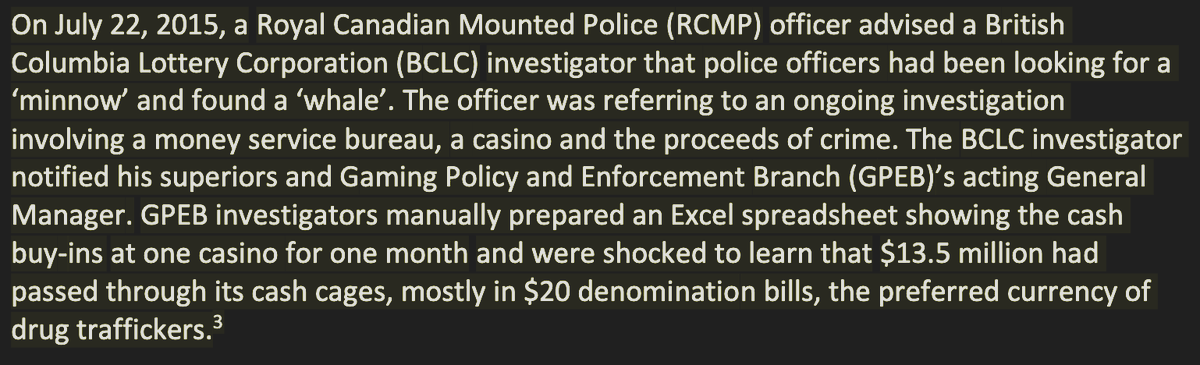 On July 22, 2015, a Royal Canadian Mounted Police (RCMP) officer advised a British
Columbia Lottery Corporation (BCLC) investigator that police officers had been looking for a
‘minnow’ and found a ‘whale’. The officer was referring to an ongoing investigation
involving a money service bureau, a casino and the proceeds of crime. The BCLC investigator
notified his superiors and Gaming Policy and Enforcement Branch (GPEB)’s acting General
Manager. GPEB investigators manually prepared an Excel spreadsheet showing the cash
buy-ins at one casino for one month and were shocked to learn that $13.5 million had
passed through its cash cages, mostly in $20 denomination bills, the preferred currency of
drug traffickers.³